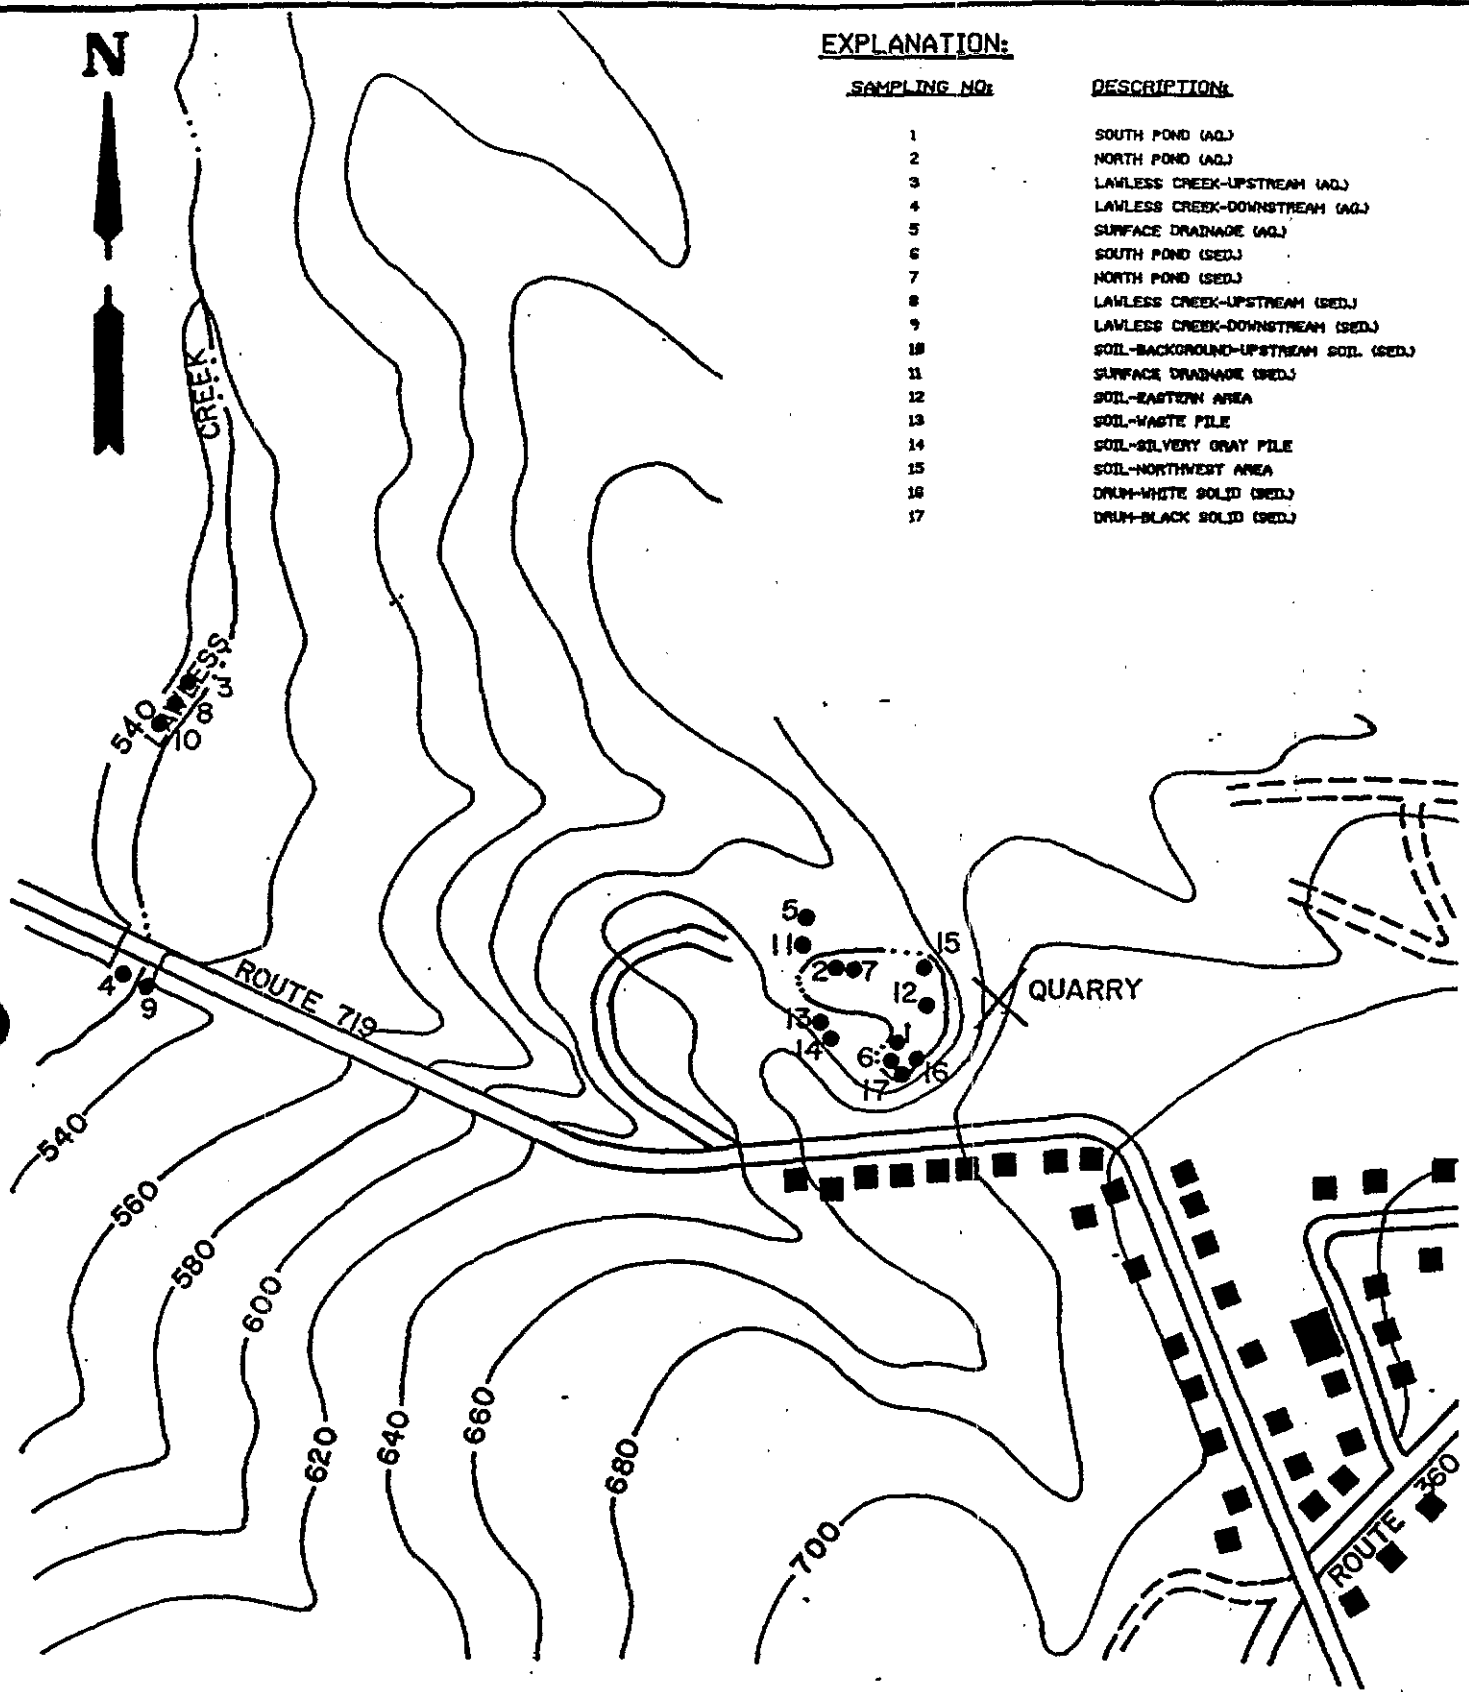 N
EXPLANATION:
SAMPLING NO: DESCRIPTION:
1 SOUTH POND (AQ.)
2 NORTH POND (AQ.)
3 LAWLESS CREEK-UPSTREAM (AQ.)
4 LAWLESS CREEK-DOWNSTREAM (AQ.)
5 SURFACE DRAINAGE (AQ.)
6 SOUTH POND (SED.)
7 NORTH POND (SED.)
8 LAWLESS CREEK-UPSTREAM (SED.)
9 LAWLESS CREEK-DOWNSTREAM (SED.)
10 SOIL-BACKGROUND-UPSTREAM SOIL (SED.)
11 SURFACE DRAINAGE (SED.)
12 SOIL-EASTERN AREA
13 SOIL-WASTE PILE
14 SOIL-SILVERY GRAY PILE
15 SOIL-NORTHWEST AREA
16 DRUM-WHITE SOLID (SED.)
17 DRUM-BLACK SOLID (SED.)
CREEK
LAWLESS
3
8
10
540
5
11
15
2
7
12
QUARRY
4
9
ROUTE 719
13
14
1
6
16
17
540
560
580
600
620
640
660
680
700
ROUTE 360